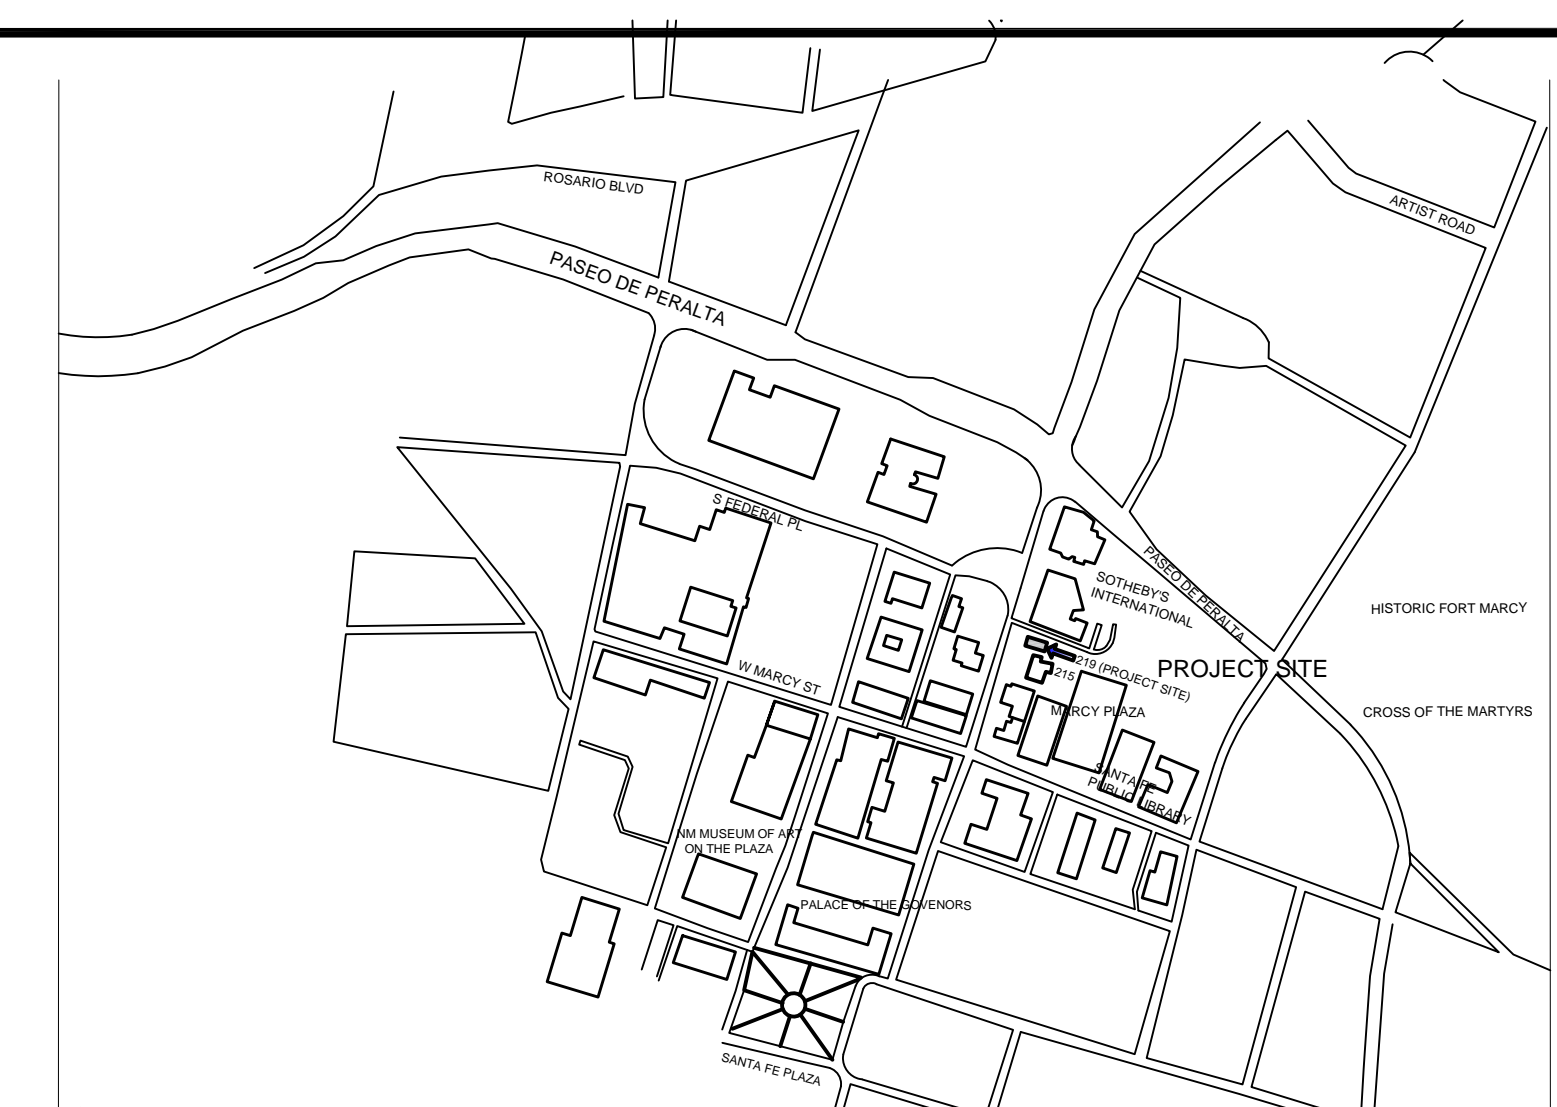 ROSARIO BLVD
ARTIST ROAD
PASEO DE PERALTA
S FEDERAL PL
PASEO DE PERALTA
SOTHEBY'S
INTERNATIONAL
HISTORIC FORT MARCY
219 (PROJECT SITE)
PROJECT SITE
215
W MARCY ST
MARCY PLAZA
CROSS OF THE MARTYRS
SANTA FE
PUBLIC LIBRARY
NM MUSEUM OF ART
ON THE PLAZA
PALACE OF THE GOVENORS
SANTA FE PLAZA